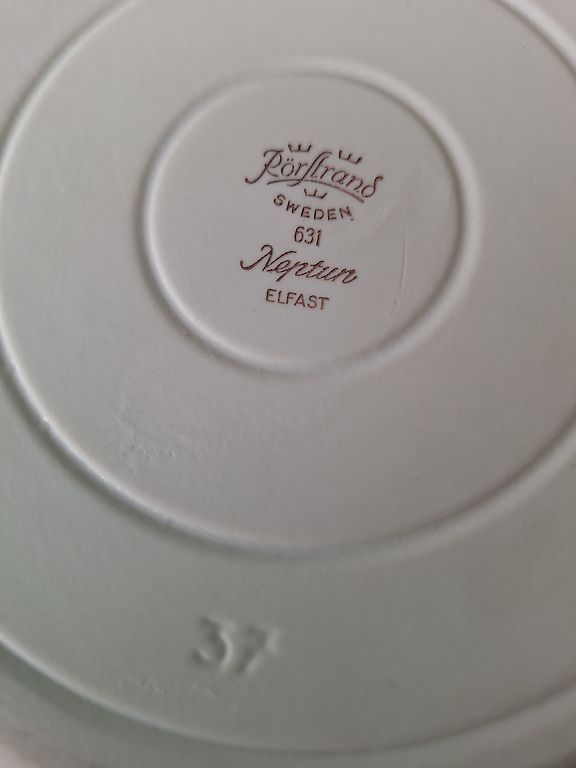 Rörstrand
SWEDEN
631
Neptun
ELFAST
37